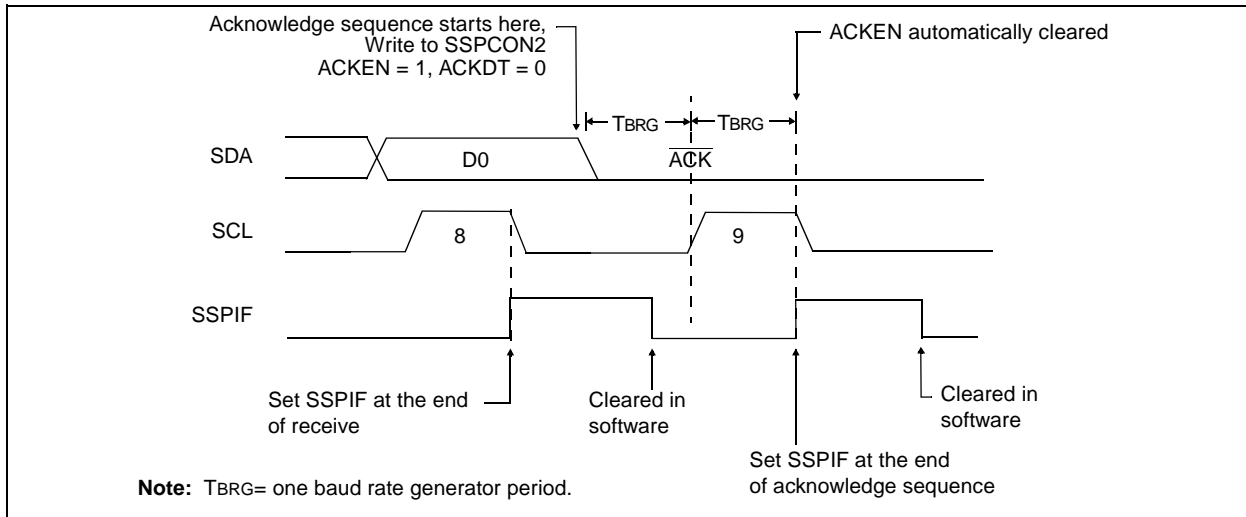 Acknowledge sequence starts here,
Write to SSPCON2
ACKEN = 1, ACKDT = 0
ACKEN automatically cleared
TBRG
TBRG
SDA
D0
ACK
SCL
8
9
SSPIF
Set SSPIF at the end
of receive
Cleared in
software
Set SSPIF at the end
of acknowledge sequence
Cleared in
software
Note: TBRG= one baud rate generator period.